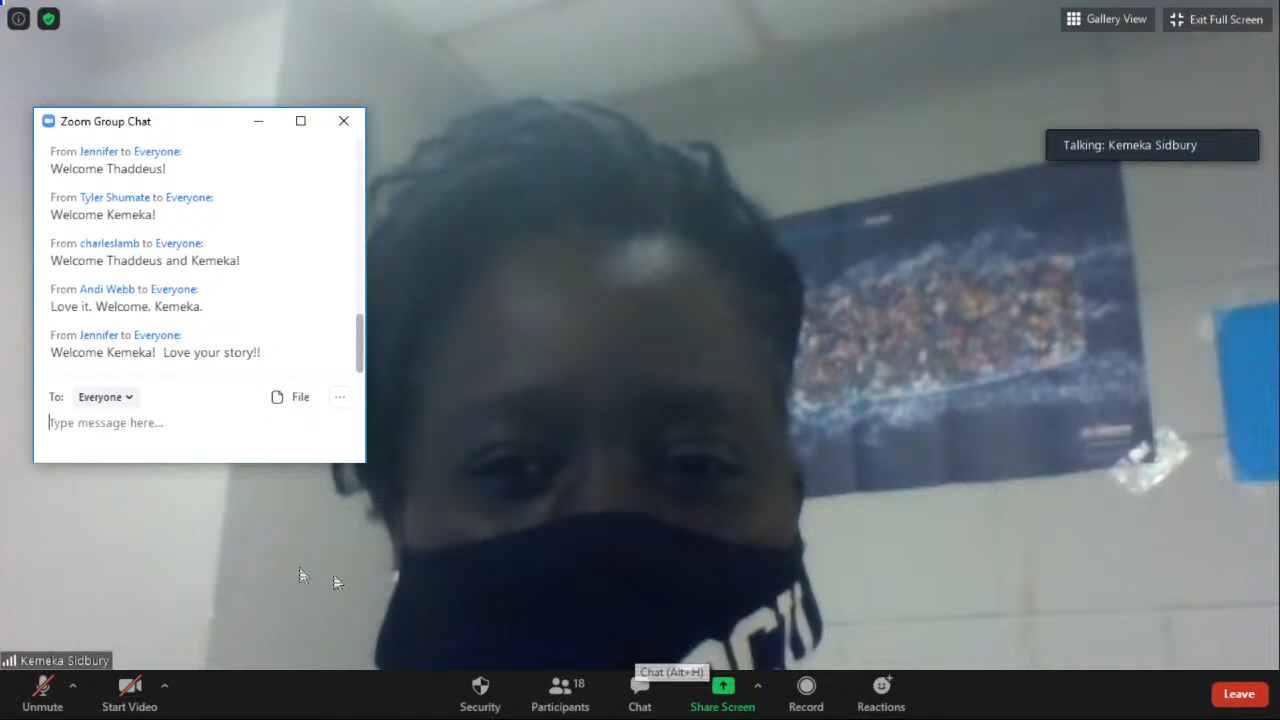 Gallery View
Exit Full Screen
Zoom Group Chat
From Jennifer to Everyone:
Welcome Thaddeus!
From Tyler Shumate to Everyone:
Welcome Kemeka!
From charleslamb to Everyone:
Welcome Thaddeus and Kemeka!
From Andi Webb to Everyone:
Love it. Welcome, Kemeka.
From Jennifer to Everyone:
Welcome Kemeka!  Love your story!!
To: Everyone
File
Type message here...
Talking: Kemeka Sidbury
Kemeka Sidbury
Chat (Alt+H)
Unmute
Start Video
Security
Participants
18
Chat
Share Screen
Record
Reactions
Leave